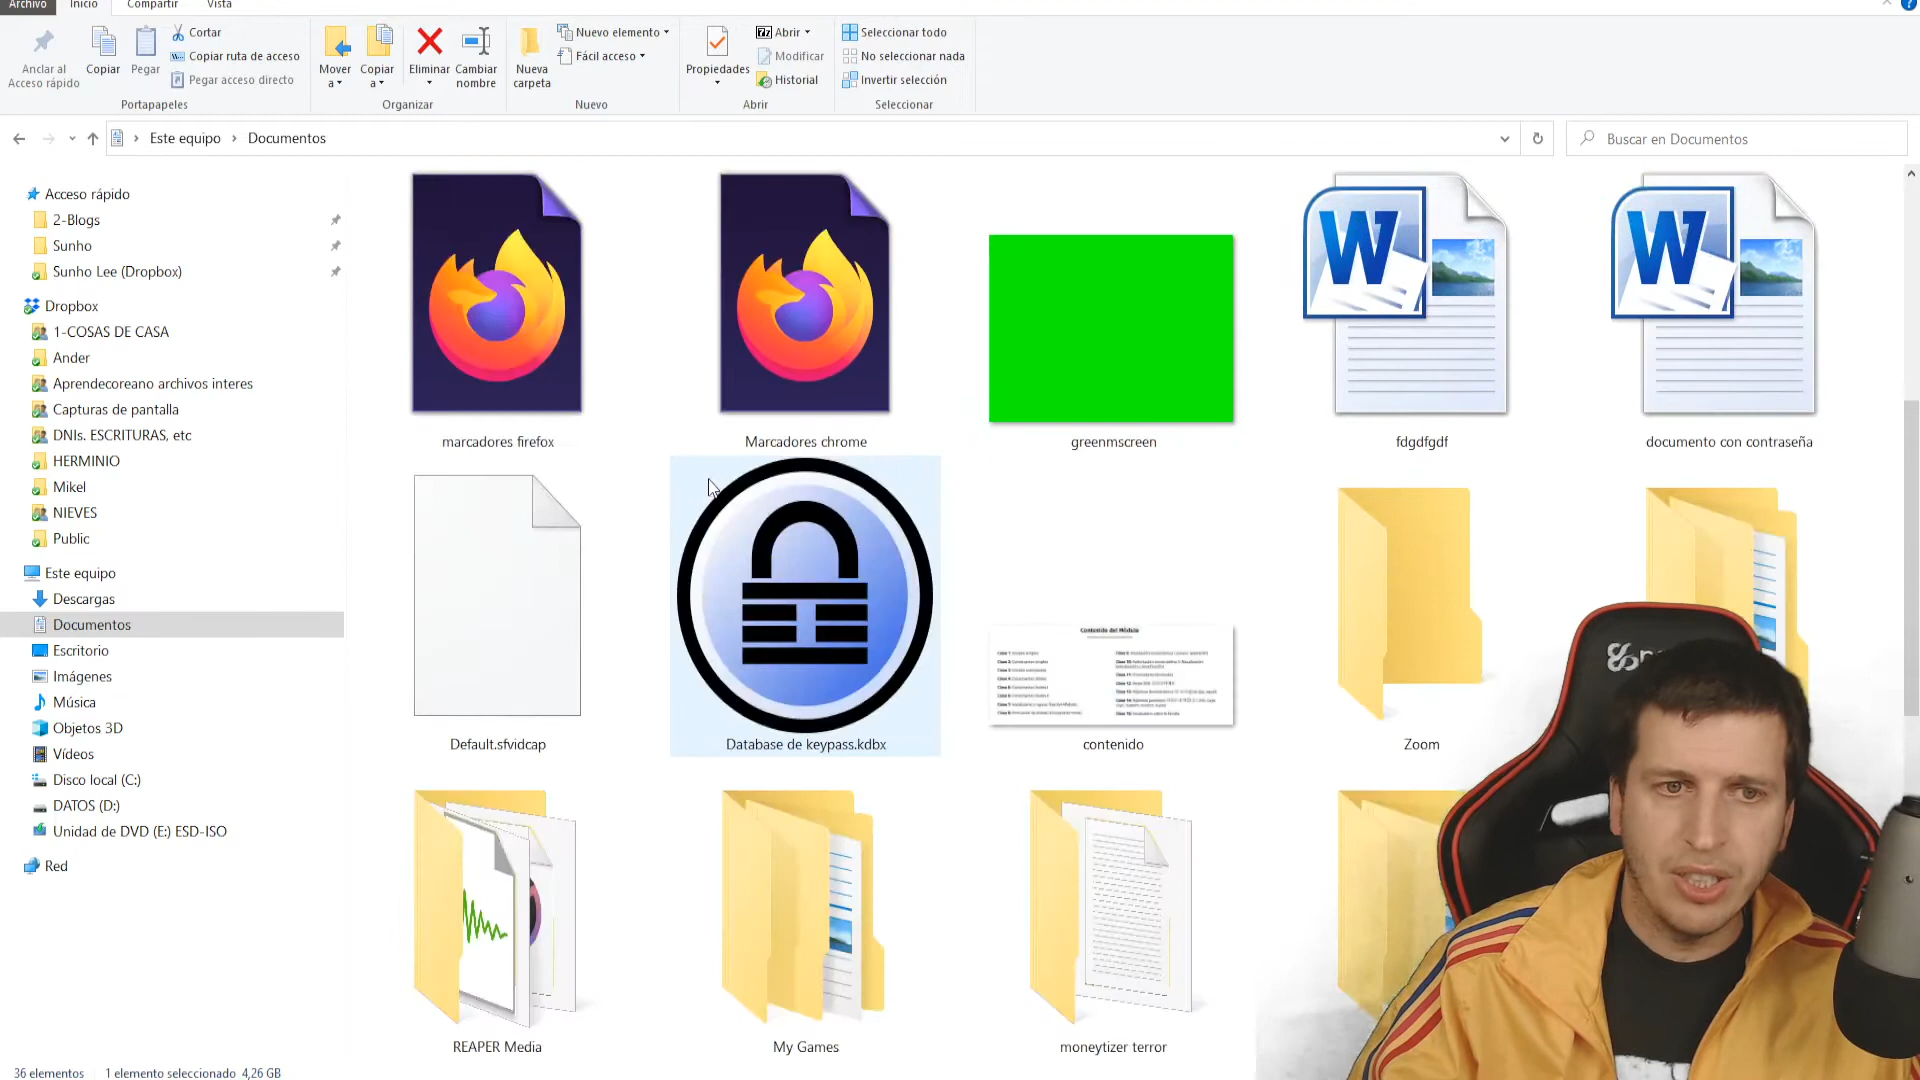 Archivo Inicio Compartir Vista
Anclar al
Acceso rápido
Copiar
Pegar
Cortar
Copiar ruta de acceso
Pegar acceso directo
Portapapeles
Mover
a
Copiar
a
Eliminar
Cambiar
nombre
Organizar
Nueva
carpeta
Nuevo elemento
Fácil acceso
Nuevo
Propiedades
Abrir
Modificar
Historial
Abrir
Seleccionar todo
No seleccionar nada
Invertir selección
Seleccionar
Este equipo > Documentos
Buscar en Documentos
Acceso rápido
2-Blogs
Sunho
Sunho Lee (Dropbox)
Dropbox
1-COSAS DE CASA
Ander
Aprendecoreano archivos interes
Capturas de pantalla
DNIs. ESCRITURAS, etc
HERMINIO
Mikel
NIEVES
Public
Este equipo
Descargas
Documentos
Escritorio
Imágenes
Música
Objetos 3D
Vídeos
Disco local (C:)
DATOS (D:)
Unidad de DVD (E:) ESD-ISO
Red
marcadores firefox
Marcadores chrome
greenmscreen
fdgdfgdf
documento con contraseña
Default.sfvidcap
Database de keypass.kdbx
Contenido del Módulo
contenido
Zoom
REAPER Media
My Games
moneytizer terror
36 elementos 1 elemento seleccionado 4,26 GB